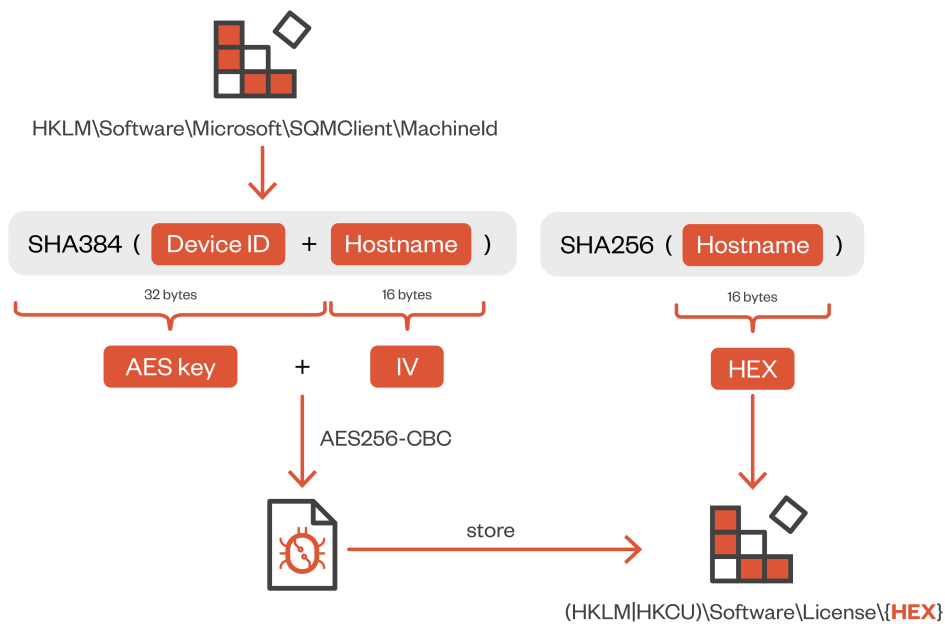 HKLM\Software\Microsoft\SQMClient\MachineId
SHA384 ( Device ID + Hostname )
SHA256 ( Hostname )
32 bytes
16 bytes
16 bytes
AES key + IV
HEX
AES256-CBC
store
(HKLM|HKCU)\Software\License\{HEX}